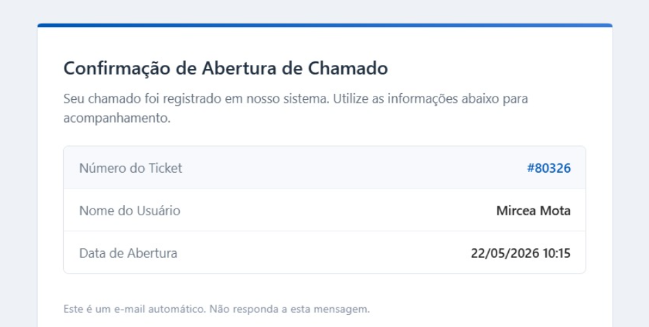 Confirmação de Abertura de Chamado
Seu chamado foi registrado em nosso sistema. Utilize as informações abaixo para
acompanhamento.
Número do Ticket #80326
Nome do Usuário Mircea Mota
Data de Abertura 22/05/2026 10:15
Este é um e-mail automático. Não responda a esta mensagem.